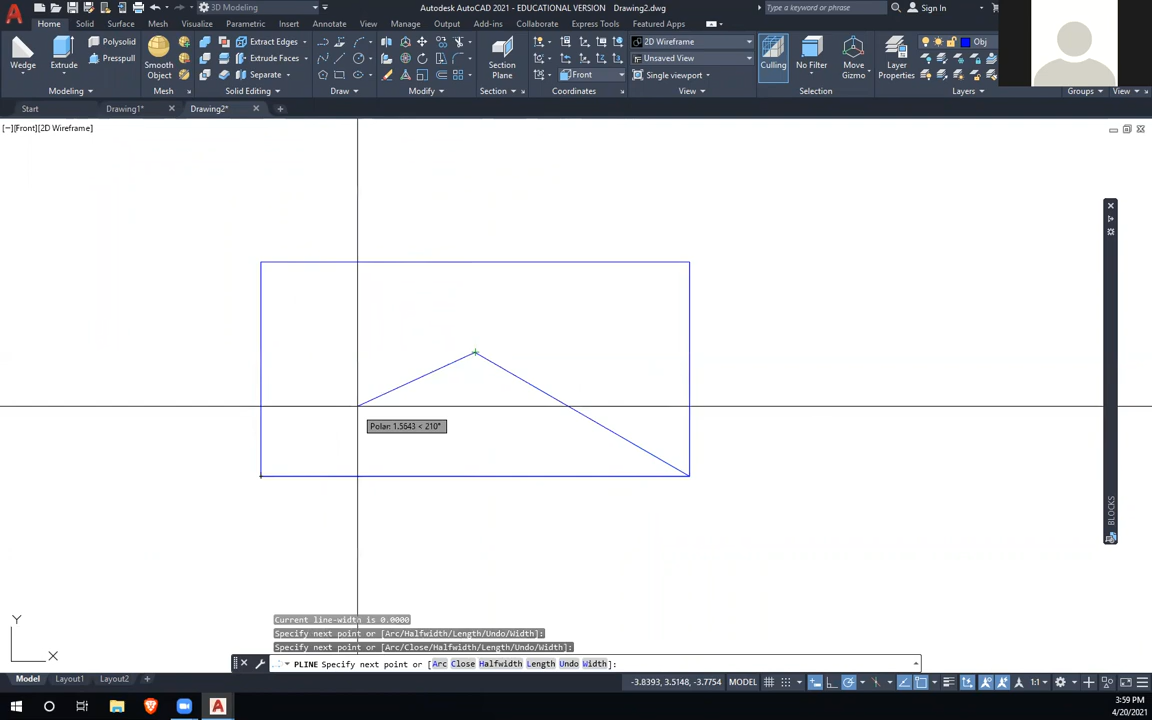 3D Modeling
Autodesk AutoCAD 2021 - EDUCATIONAL VERSION Drawing2.dwg
Type a keyword or phrase
Sign In
Home Solid Surface Mesh Visualize Parametric Insert Annotate View Manage Output Add-ins Collaborate Express Tools Featured Apps
Wedge
Extrude
Polysolid
Presspull
Smooth
Object
Extract Edges
Extrude Faces
Separate
Section
Plane
Front
2D Wireframe
Unsaved View
Single viewport
Culling
No Filter
Move
Gizmo
Layer
Properties
Obj
Modeling Mesh Solid Editing Draw Modify Section Coordinates View Selection Layers Groups View
Start Drawing1* Drawing2*
[−][Front][2D Wireframe]
Polar: 1.5643 < 210°
BLOCKS
Y
X
Current line-width is 0.0000
Specify next point or [Arc/Halfwidth/Length/Undo/Width]:
Specify next point or [Arc/Close/Halfwidth/Length/Undo/Width]:
PLINE Specify next point or [Arc Close Halfwidth Length Undo Width]:
Model Layout1 Layout2
-3.8393, 3.5148, -3.7754 MODEL 1:1
3:59 PM
4/20/2021